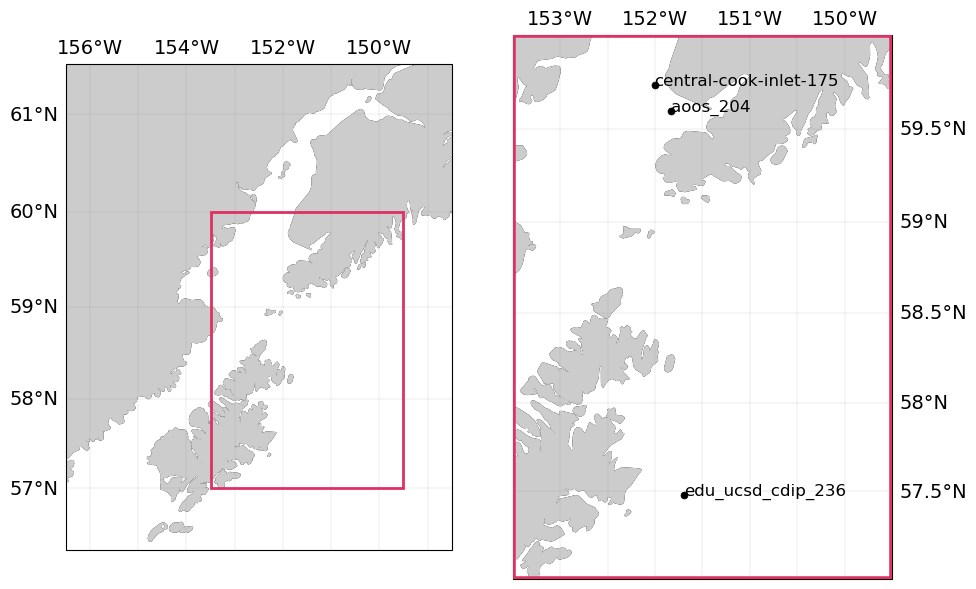 156°W 154°W 152°W 150°W
61°N
60°N
59°N
58°N
57°N
153°W 152°W 151°W 150°W
central-cook-inlet-175
aoos_204
59.5°N
59°N
58.5°N
58°N
edu_ucsd_cdip_236
57.5°N